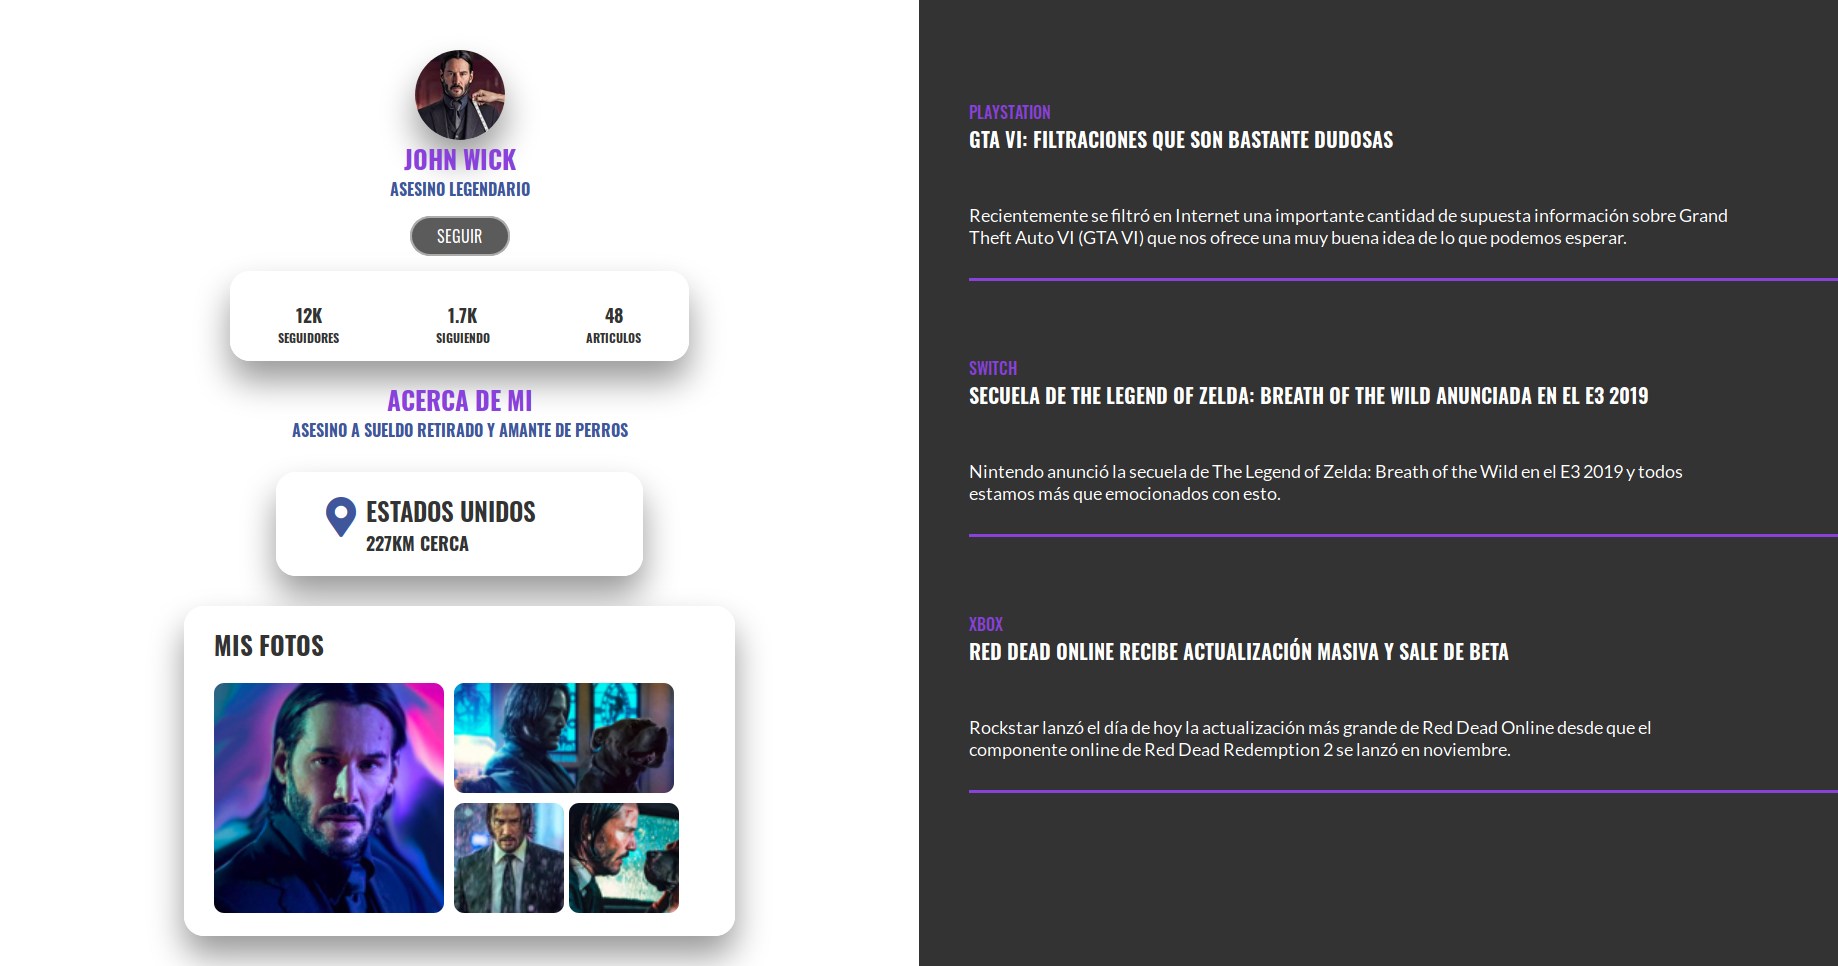 JOHN WICK
ASESINO LEGENDARIO
SEGUIR
12K
SEGUIDORES
1.7K
SIGUIENDO
48
ARTICULOS
ACERCA DE MI
ASESINO A SUELDO RETIRADO Y AMANTE DE PERROS
ESTADOS UNIDOS
227KM CERCA
MIS FOTOS
PLAYSTATION
GTA VI: FILTRACIONES QUE SON BASTANTE DUDOSAS
Recientemente se filtró en Internet una importante cantidad de supuesta información sobre Grand
Theft Auto VI (GTA VI) que nos ofrece una muy buena idea de lo que podemos esperar.
SWITCH
SECUELA DE THE LEGEND OF ZELDA: BREATH OF THE WILD ANUNCIADA EN EL E3 2019
Nintendo anunció la secuela de The Legend of Zelda: Breath of the Wild en el E3 2019 y todos
estamos más que emocionados con esto.
XBOX
RED DEAD ONLINE RECIBE ACTUALIZACIÓN MASIVA Y SALE DE BETA
Rockstar lanzó el día de hoy la actualización más grande de Red Dead Online desde que el
componente online de Red Dead Redemption 2 se lanzó en noviembre.